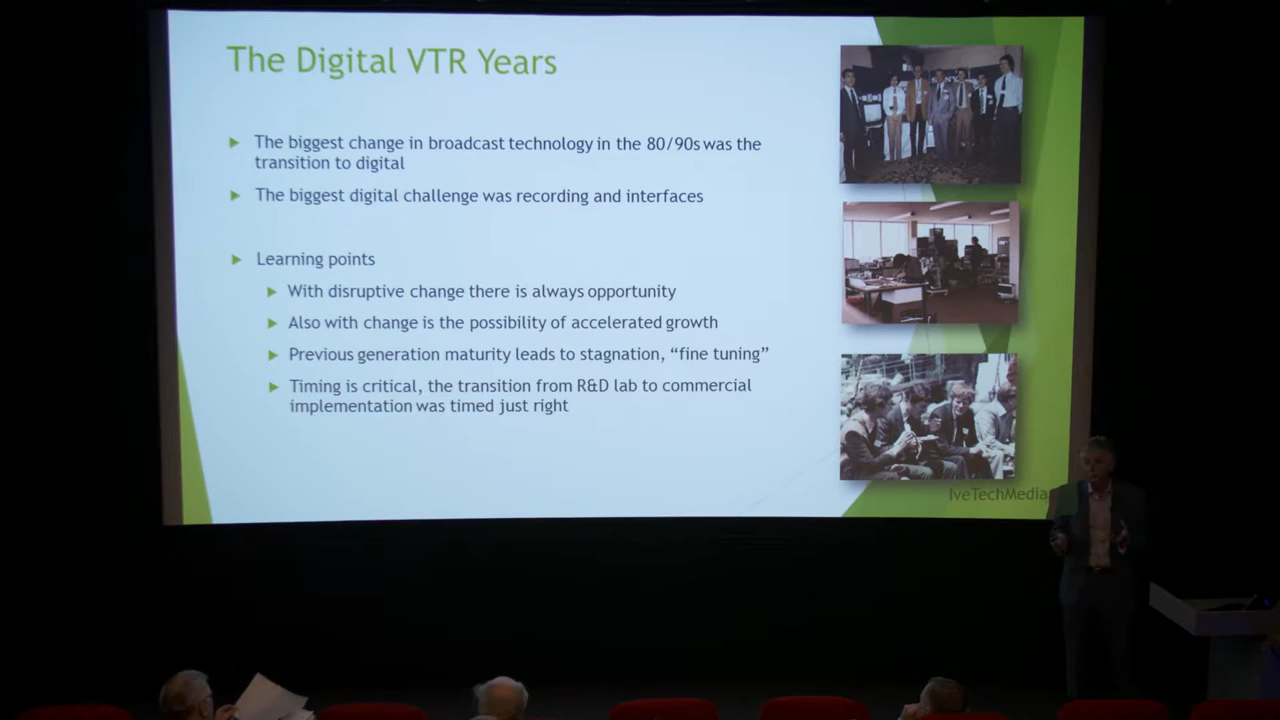 The Digital VTR Years
The biggest change in broadcast technology in the 80/90s was the
transition to digital
The biggest digital challenge was recording and interfaces
Learning points
With disruptive change there is always opportunity
Also with change is the possibility of accelerated growth
Previous generation maturity leads to stagnation, “fine tuning”
Timing is critical, the transition from R&D lab to commercial
implementation was timed just right
IveTechMedia